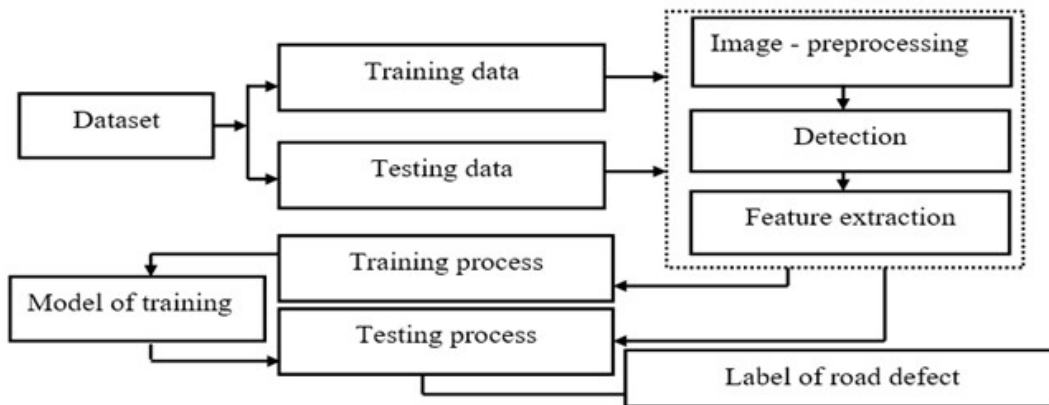 Dataset
Training data
Testing data
Image - preprocessing
Detection
Feature extraction
Training process
Model of training
Testing process
Label of road defect